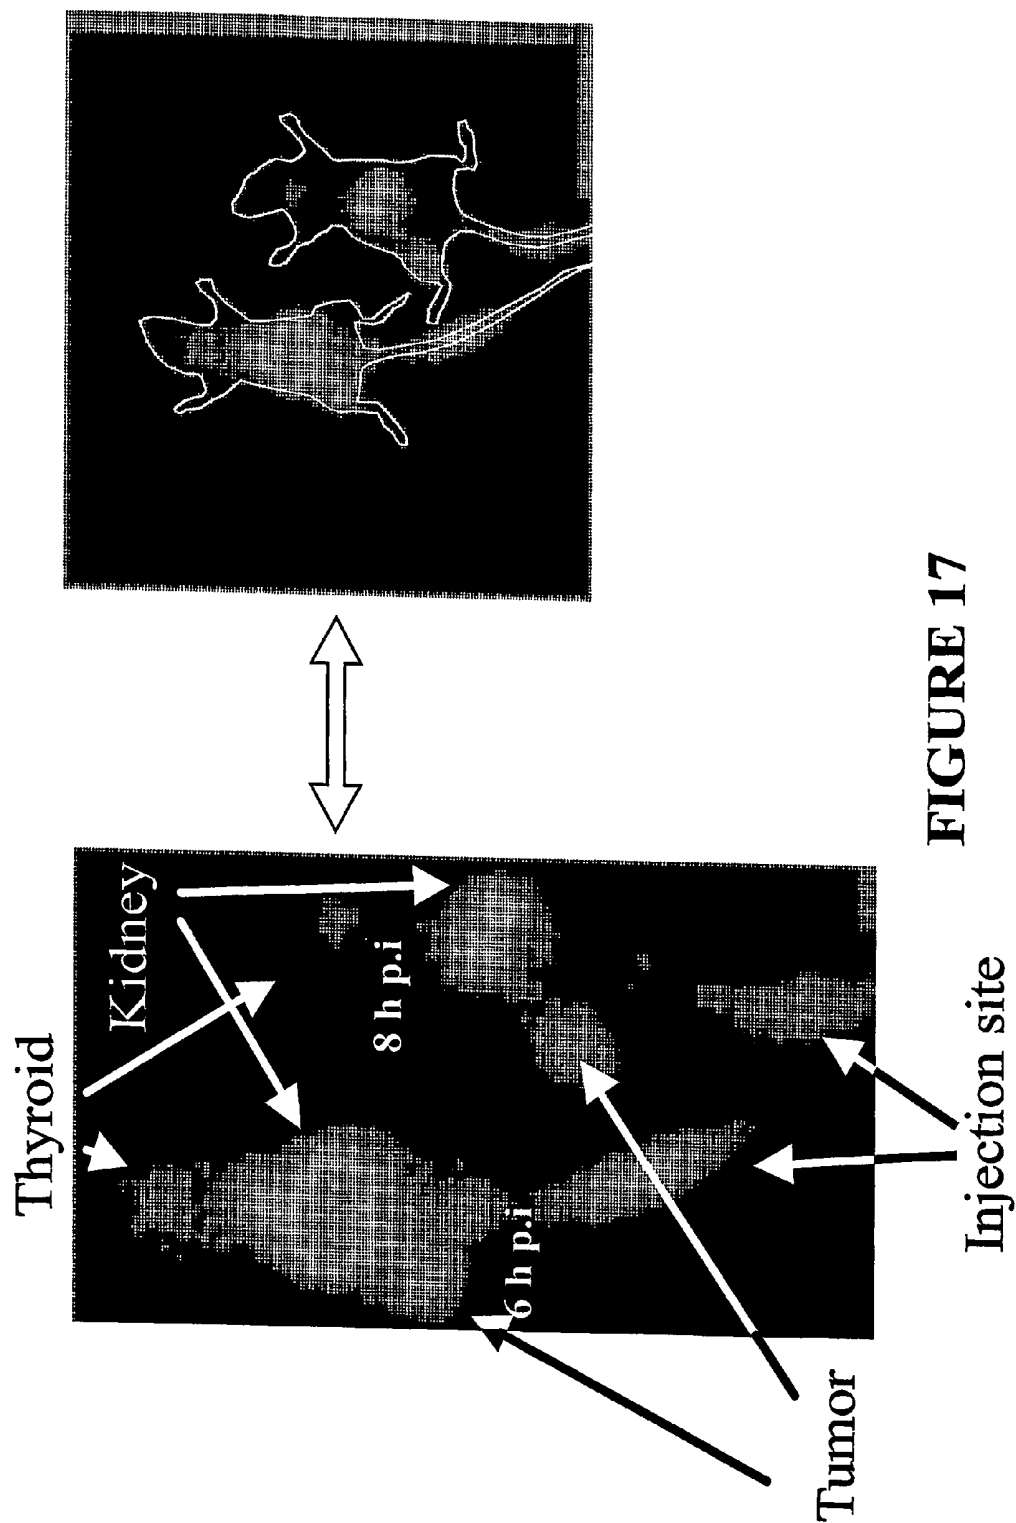 Thyroid
Kidney
8 h p.i
6 h p.i
Tumor
Injection site
FIGURE 17